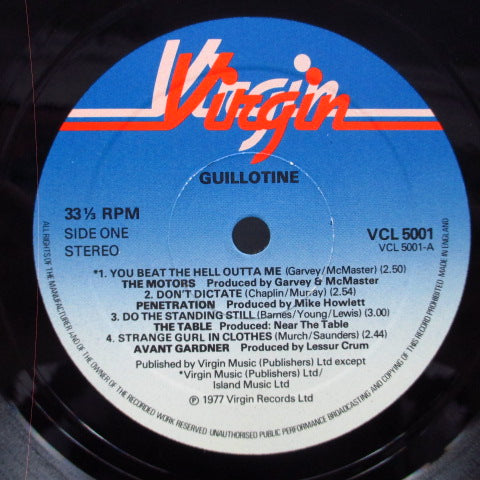 Virgin
GUILLOTINE
33⅓ RPM
SIDE ONE
STEREO
VCL 5001
VCL 5001-A
*1. YOU BEAT THE HELL OUTTA ME (Garvey/McMaster) (2.50)
THE MOTORS Produced by Garvey & McMaster
2. DON'T DICTATE (Chaplin/Murray) (2.54)
PENETRATION Produced by Mike Howlett
3. DO THE STANDING STILL (Barnes/Young/Lewis) (3.00)
THE TABLE Produced: Near The Table
4. STRANGE GURL IN CLOTHES (Murch/Saunders) (2.44)
AVANT GARDNER Produced by Lessur Crum
Published by Virgin Music (Publishers) Ltd except
*Virgin Music (Publishers) Ltd/
Island Music Ltd
℗ 1977 Virgin Records Ltd
ALL RIGHTS OF THE MANUFACTURER AND OF THE OWNER OF THE RECORDED WORK RESERVED UNAUTHORISED PUBLIC PERFORMANCE BROADCASTING AND COPYING OF THIS RECORD PROHIBITED MADE IN ENGLAND